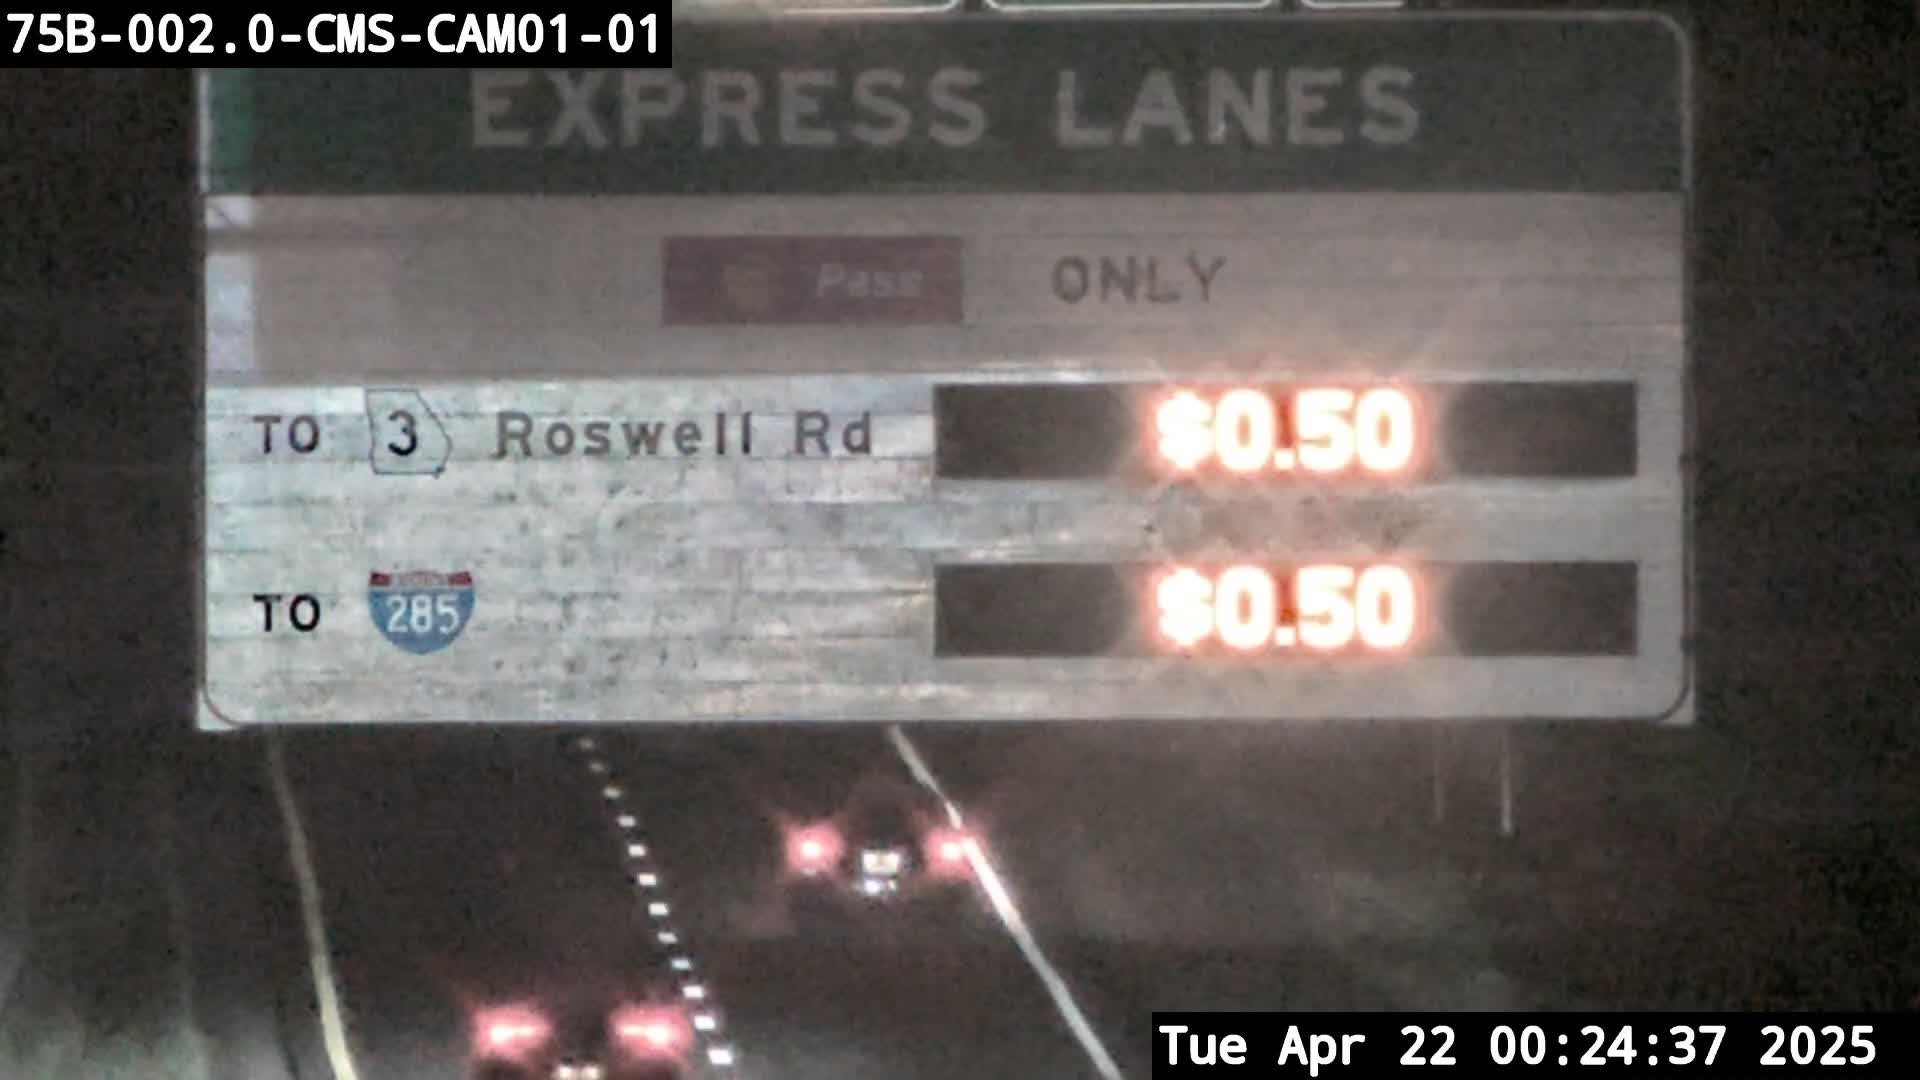 75B-002.0-CMS-CAM01-01
EXPRESS LANES
Pass ONLY
TO 3 Roswell Rd $0.50
TO 285 $0.50
Tue Apr 22 00:24:37 2025